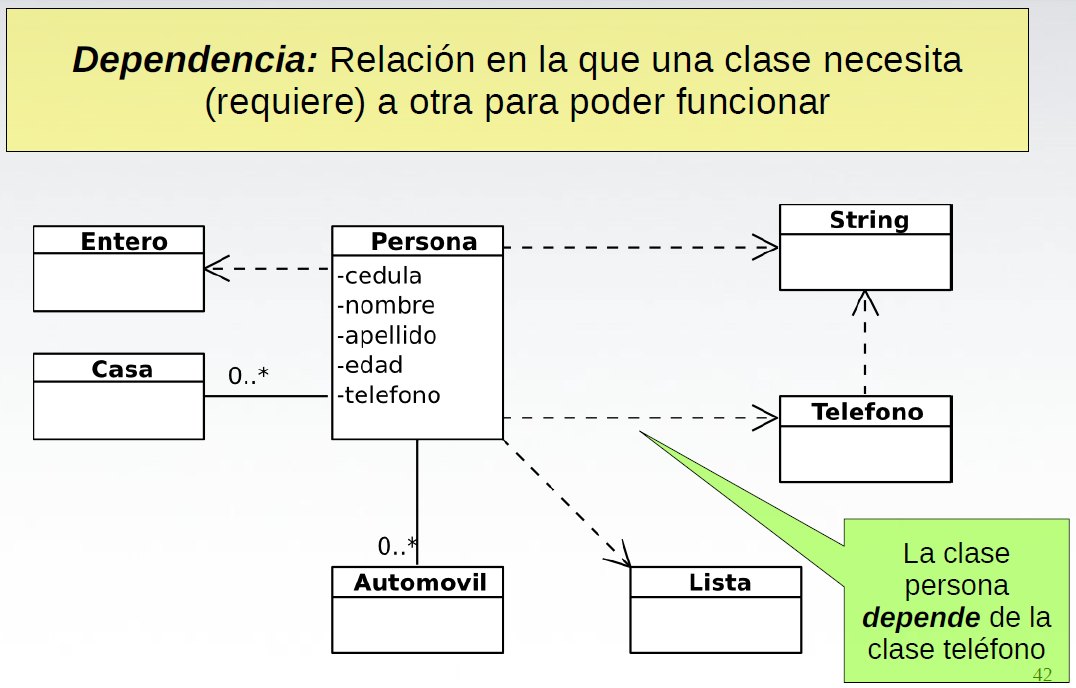 Dependencia: Relación en la que una clase necesita
(requiere) a otra para poder funcionar
Entero
Persona
-cedula
-nombre
-apellido
-edad
-telefono
String
Casa
0..*
Telefono
0..*
Automovil
Lista
La clase
persona
depende de la
clase teléfono
42